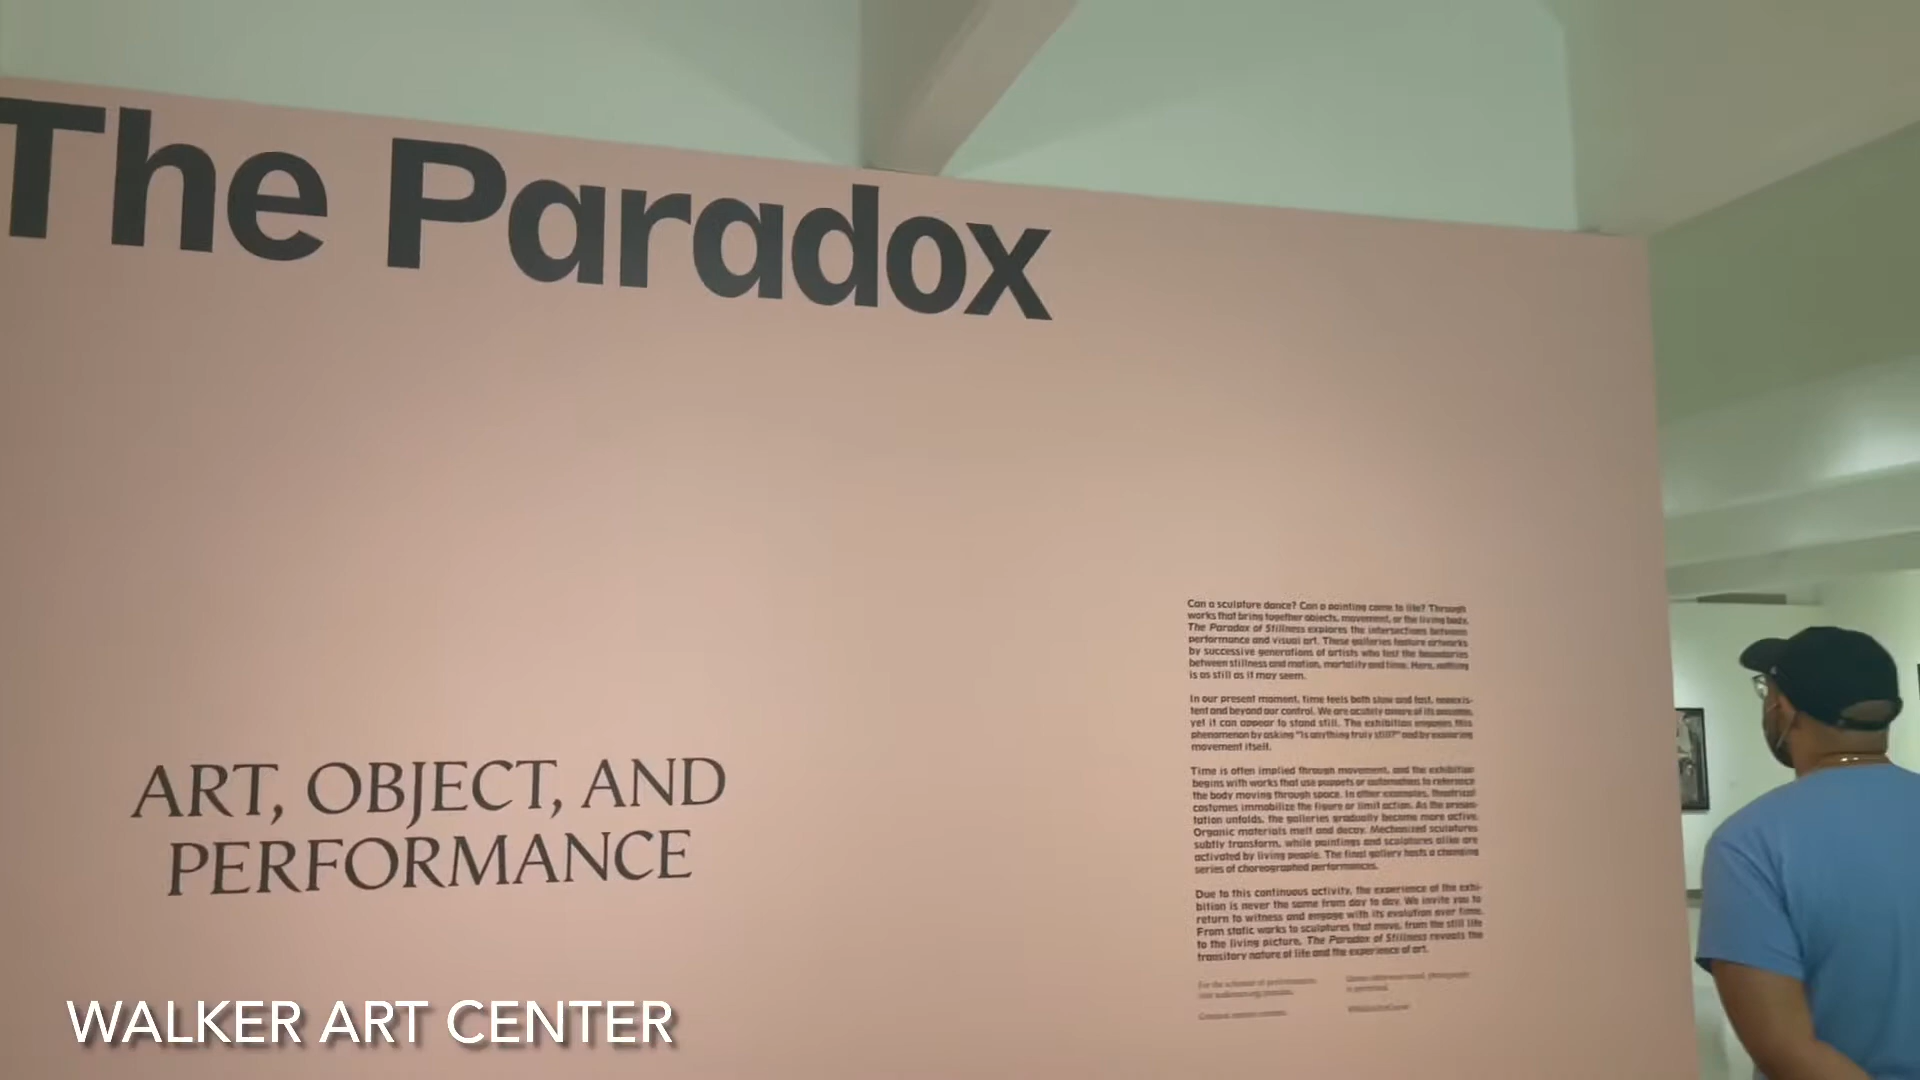 The Paradox
ART, OBJECT, AND
PERFORMANCE
Can a sculpture dance? Can a painting come to life? Through
works that bring together objects, movement, or the living body,
The Paradox of Stillness explores the intersections between
performance and visual art. These galleries feature artworks
by successive generations of artists who test the boundaries
between stillness and motion, mortality and time. Here, nothing
is as still as it may seem.
In our present moment, time feels both slow and fast, nonexis-
tent and beyond our control. We are acutely aware of its passage,
yet it can appear to stand still. The exhibition engages this
phenomenon by asking “Is anything truly still?” and by exploring
movement itself.
Time is often implied through movement, and the exhibition
begins with works that use puppets or automatons to reference
the body moving through space. In other examples, theatrical
costumes immobilize the figure or limit action. As the presen-
tation unfolds, the galleries gradually become more active.
Organic materials melt and decay. Mechanized sculptures
subtly transform, while paintings and sculptures alike are
activated by living people. The final gallery hosts a changing
series of choreographed performances.
Due to this continuous activity, the experience of the exhi-
bition is never the same from day to day. We invite you to
return to witness and engage with its evolution over time.
From static works to sculptures that move, from the still life
to the living picture, The Paradox of Stillness reveals the
transitory nature of life and the experience of art.
For the schedule of performances,
WALKER ART CENTER